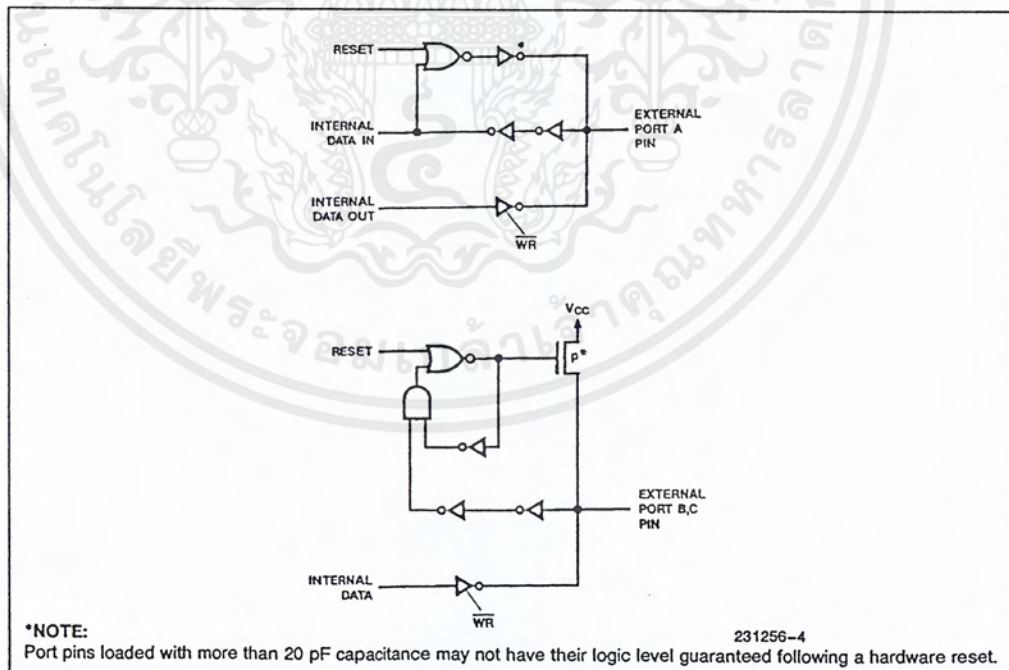 RESET
*
INTERNAL
DATA IN
EXTERNAL
PORT A
PIN
INTERNAL
DATA OUT
WR
VCC
RESET
P*
EXTERNAL
PORT B,C
PIN
INTERNAL
DATA
WR
*NOTE:
231256-4
Port pins loaded with more than 20 pF capacitance may not have their logic level guaranteed following a hardware reset.